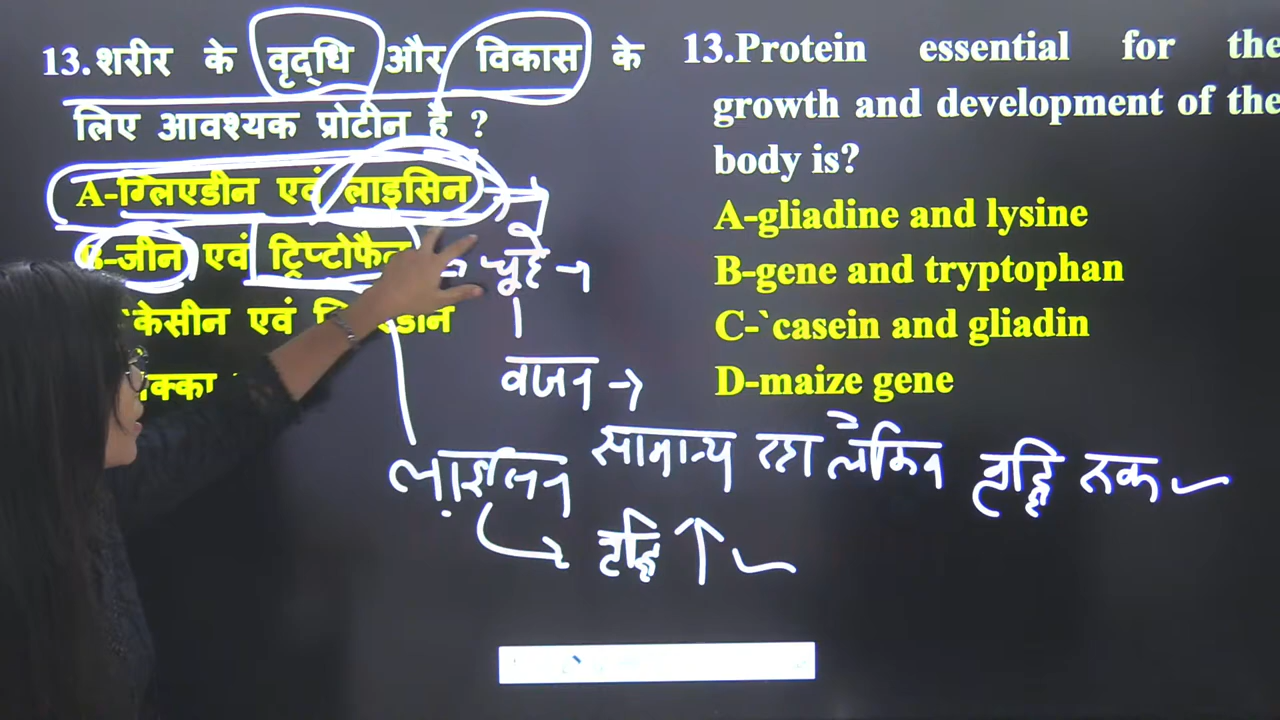 13.शरीर के वृद्धि और विकास के
लिए आवश्यक प्रोटीन है ?
A-ग्लिएडीन एवं लाइसिन
B-जीन एवं ट्रिप्टोफै
केसीन एवं
क्का
13.Protein essential for the
growth and development of the
body is?
A-gliadine and lysine
B-gene and tryptophan
C-`casein and gliadin
D-maize gene
चूहे →
वजन →
सामान्य रहा लेकिन वृद्धि रुक
लाइसिन
वृद्धि ↑